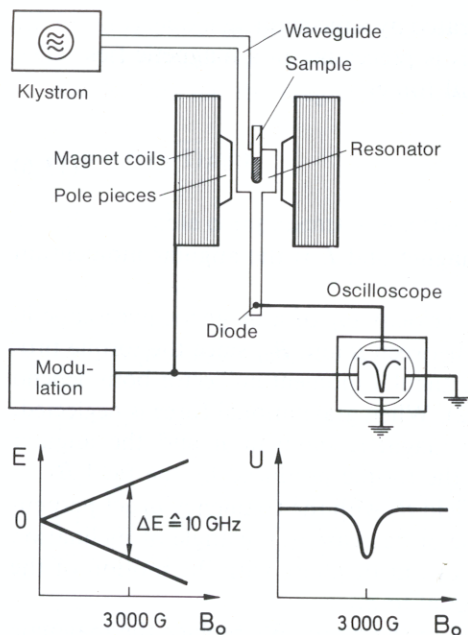 Waveguide
Sample
Klystron
Magnet coils
Resonator
Pole pieces
Oscilloscope
Diode
Modu-
lation
E
U
0
ΔE ≙ 10 GHz
3000 G
B₀
3000 G
B₀